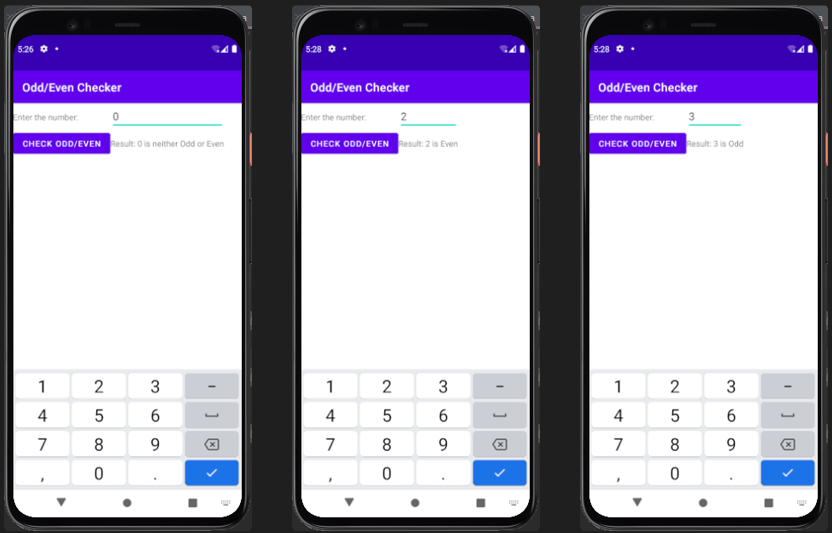 5:26
Odd/Even Checker
Enter the number: 0
CHECK ODD/EVEN Result: 0 is neither Odd or Even
1 2 3 -
4 5 6
7 8 9
, 0 .
5:28
Odd/Even Checker
Enter the number: 2
CHECK ODD/EVEN Result: 2 is Even
1 2 3 -
4 5 6
7 8 9
, 0 .
5:28
Odd/Even Checker
Enter the number: 3
CHECK ODD/EVEN Result: 3 is Odd
1 2 3 -
4 5 6
7 8 9
, 0 .